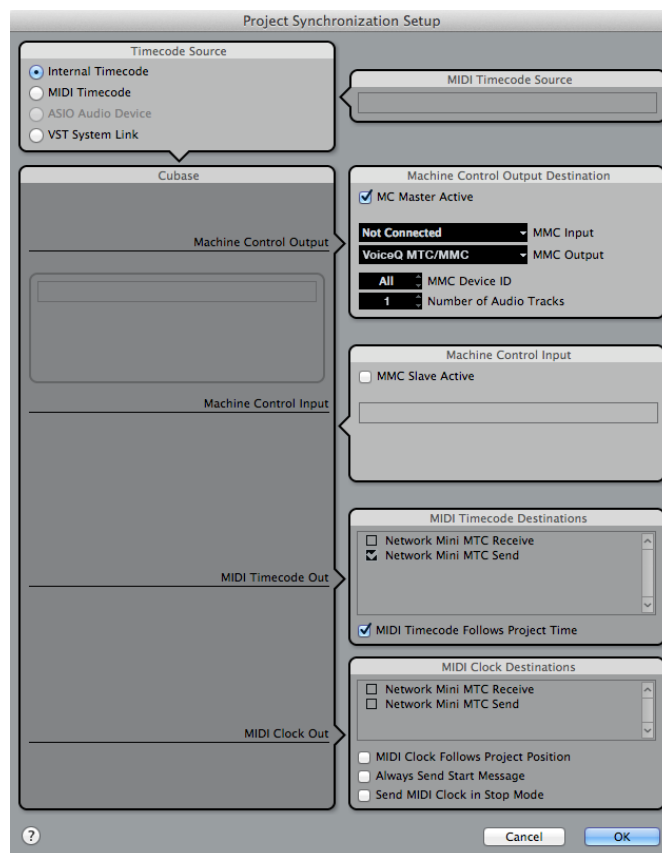 Project Synchronization Setup
Timecode Source
Internal Timecode
MIDI Timecode
ASIO Audio Device
VST System Link
MIDI Timecode Source
Cubase
Machine Control Output
Machine Control Input
MIDI Timecode Out
MIDI Clock Out
Machine Control Output Destination
MC Master Active
Not Connected MMC Input
VoiceQ MTC/MMC MMC Output
All MMC Device ID
1 Number of Audio Tracks
Machine Control Input
MMC Slave Active
MIDI Timecode Destinations
Network Mini MTC Receive
Network Mini MTC Send
MIDI Timecode Follows Project Time
MIDI Clock Destinations
Network Mini MTC Receive
Network Mini MTC Send
MIDI Clock Follows Project Position
Always Send Start Message
Send MIDI Clock in Stop Mode
?
Cancel
OK